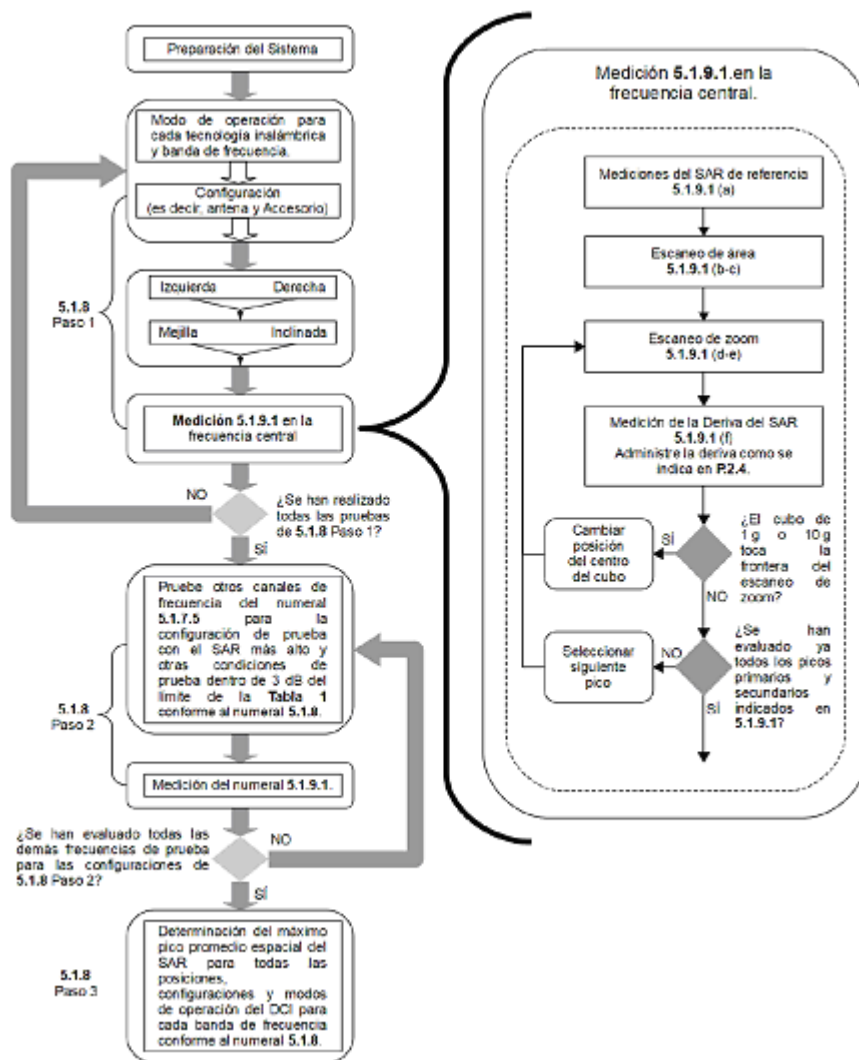 Preparación del Sistema
Modo de operación para
cada tecnología inalámbrica
y banda de frecuencia.
Configuración
(es decir, antena y Accesorio)
5.1.8
Paso 1
Izquierda Derecha
Mejilla Inclinada
Medición 5.1.9.1 en la
frecuencia central
NO
¿Se han realizado
todas las pruebas
de 5.1.8 Paso 1?
SÍ
Pruebe otros canales de
frecuencia del numeral
5.1.7.5 para la
configuración de prueba
con el SAR más alto y
otras condiciones de
prueba dentro de 3 dB del
límite de la Tabla 1
conforme al numeral 5.1.8.
5.1.8
Paso 2
Medición del numeral 5.1.9.1.
¿Se han evaluado todas las
demás frecuencias de prueba
para las configuraciones de
5.1.8 Paso 2?
NO
SÍ
5.1.8
Paso 3
Determinación del máximo
pico promedio espacial del
SAR para todas las
posiciones,
configuraciones y modos
de operación del DCI para
cada banda de frecuencia
conforme al numeral 5.1.8.
Medición 5.1.9.1.en la
frecuencia central.
Mediciones del SAR de referencia
5.1.9.1 (a)
Escaneo de área
5.1.9.1 (b-c)
Escaneo de zoom
5.1.9.1 (d-e)
Medición de la Deriva del SAR
5.1.9.1 (f)
Administre la deriva como se
indica en P.2.4.
Cambiar
posición
del centro
del cubo
SÍ
¿El cubo de
1 g o 10 g
toca la
frontera del
escaneo de
zoom?
NO
Seleccionar
siguiente
pico
NO
¿Se han
evaluado ya
todos los picos
primarios y
secundarios
indicados en
5.1.9.1?
SÍ